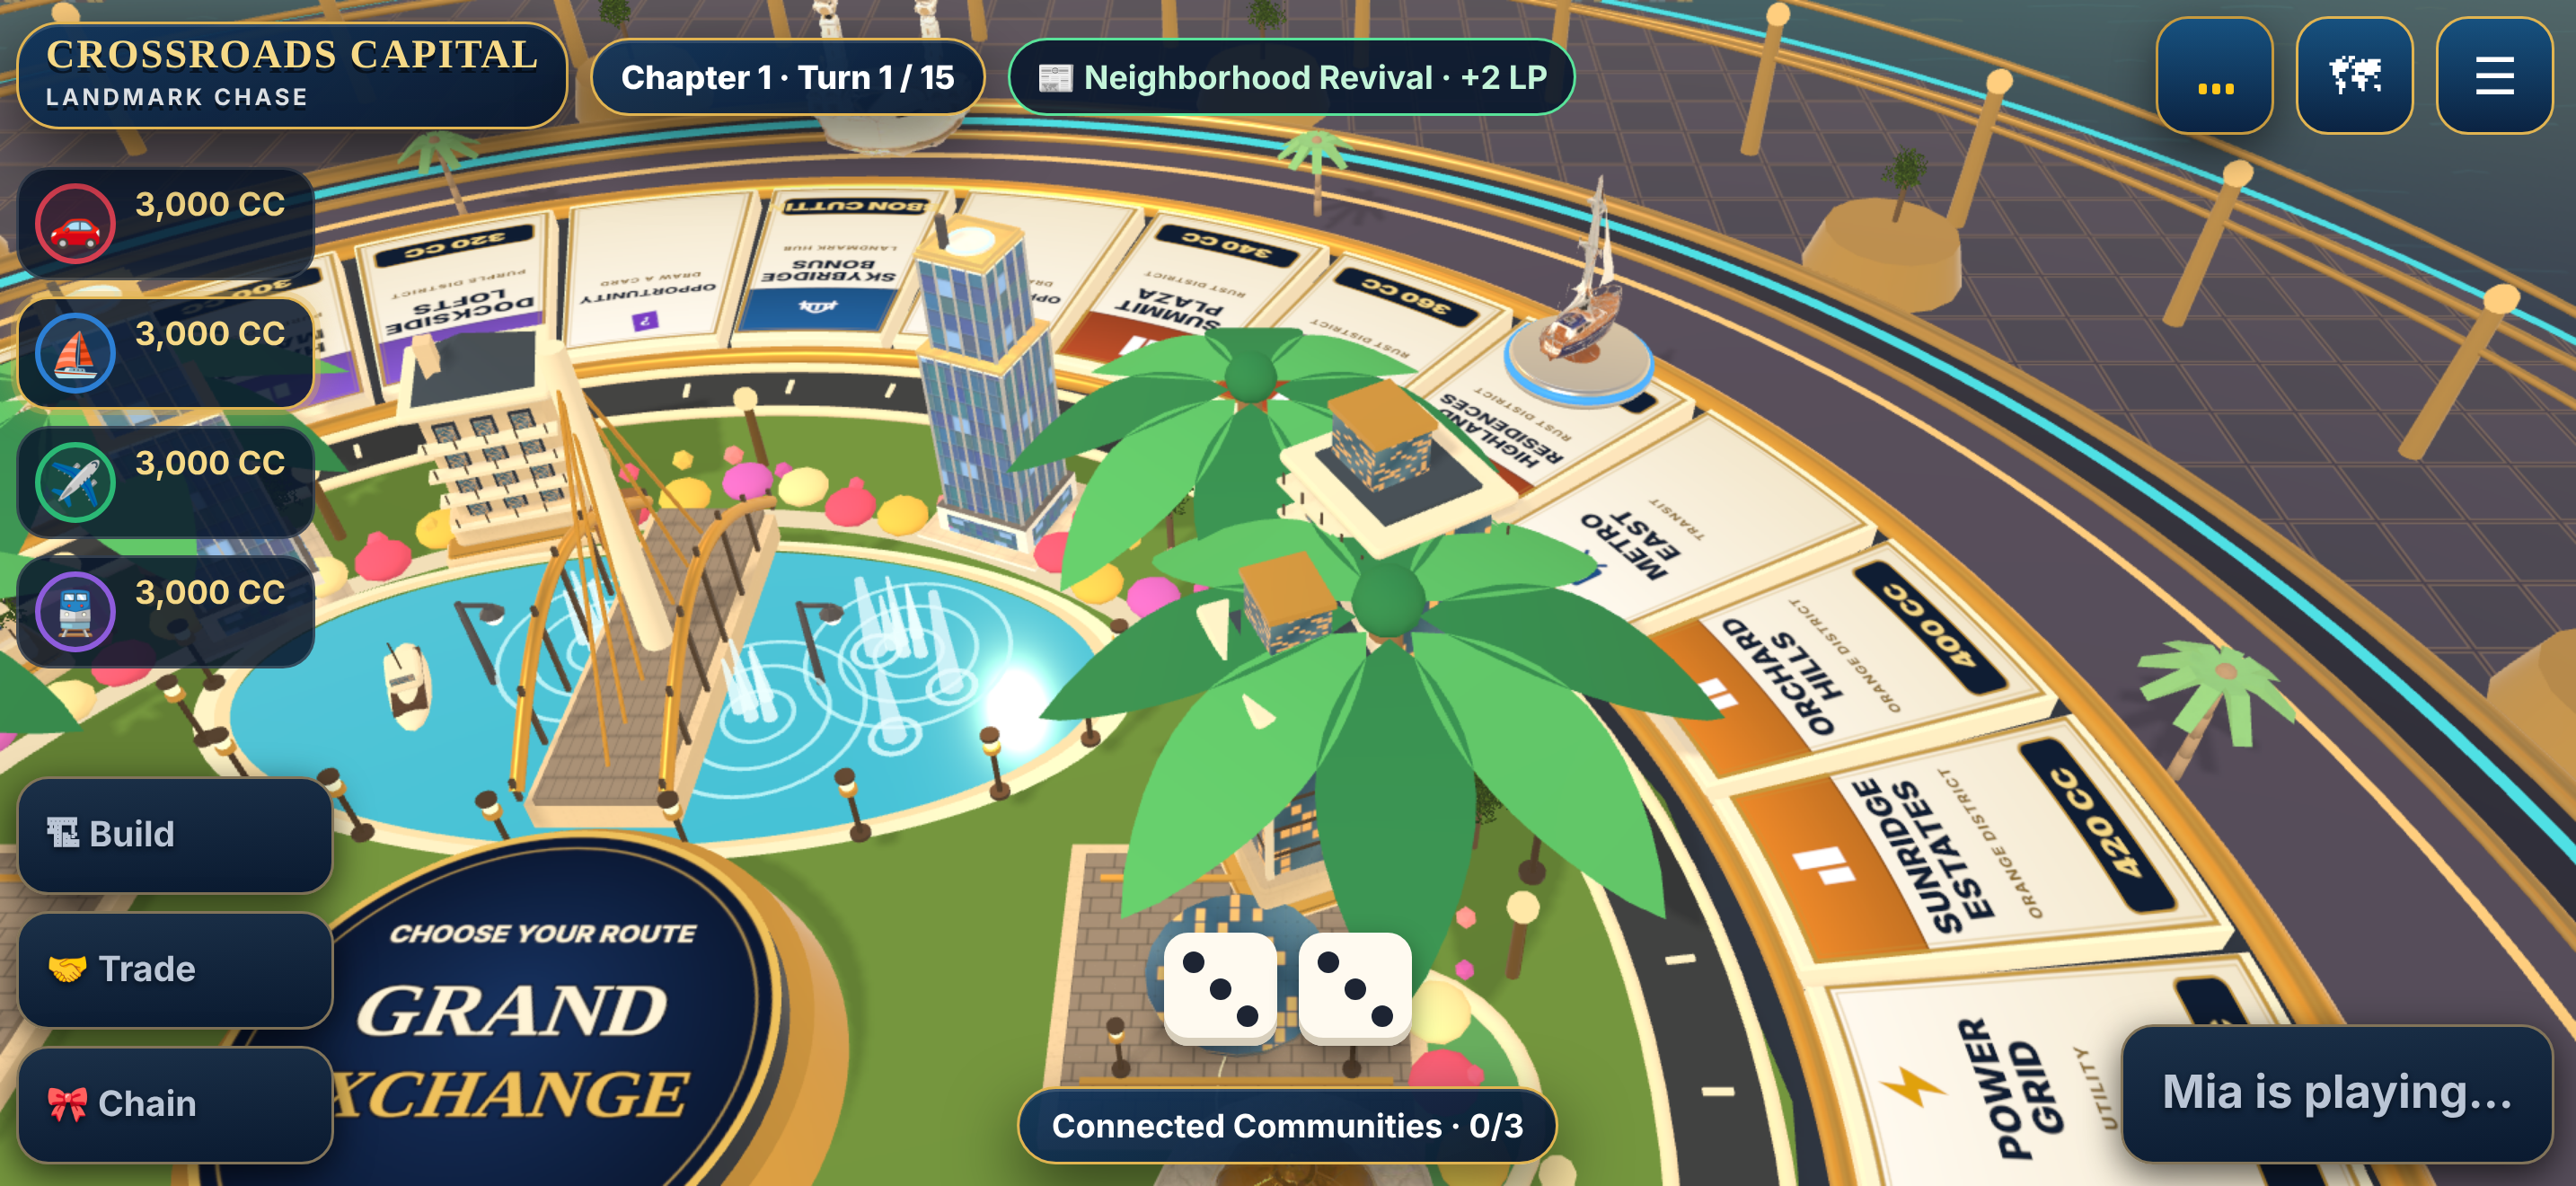 CROSSROADS CAPITAL
LANDMARK CHASE
Chapter 1 · Turn 1 / 15
📰 Neighborhood Revival · +2 LP
...
3,000 CC
3,000 CC
3,000 CC
3,000 CC
Build
Trade
Chain
320 CC
PURPLE DISTRICT
DOCKSIDE
LOFTS
DRAW A CARD
OPPORTUNITY
?
LANDMARK HUB
SKYBRIDGE
BONUS
340 CC
RUST DISTRICT
SUMMIT
PLAZA
360 CC
RUST DISTRICT
HIGHLAND
RESIDENCES
RUST DISTRICT
METRO
EAST
TRANSIT
400 CC
ORCHARD
HILLS
ORANGE DISTRICT
420 CC
SUNRIDGE
ESTATES
ORANGE DISTRICT
POWER
GRID
UTILITY
CHOOSE YOUR ROUTE
GRAND
XCHANGE
Connected Communities · 0/3
Mia is playing...